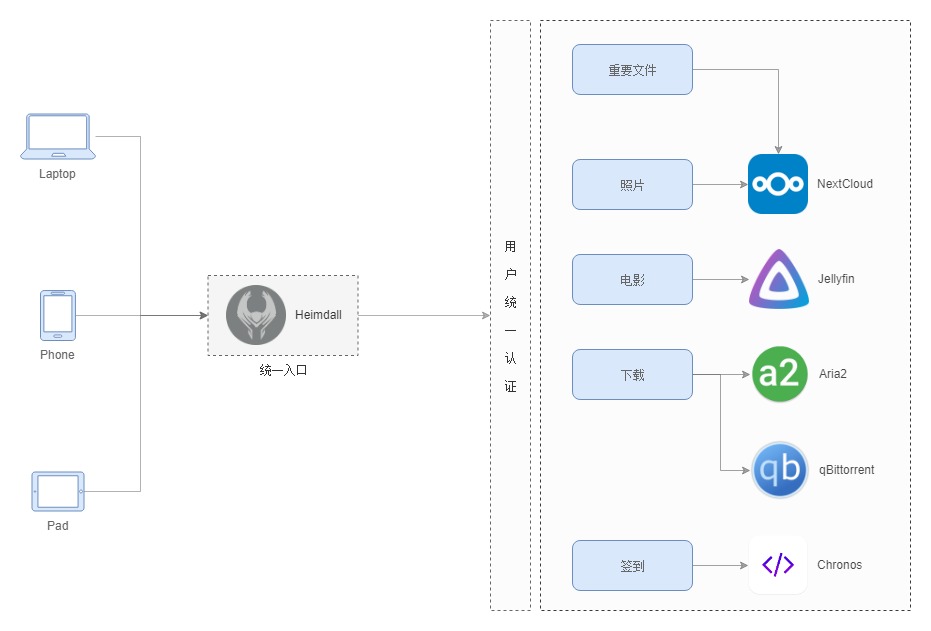 Laptop
Phone
Pad
Heimdall
统一入口
用
户
统
一
认
证
重要文件
照片
NextCloud
电影
Jellyfin
下载
a2
Aria2
qb
qBittorrent
签到
</>
Chronos